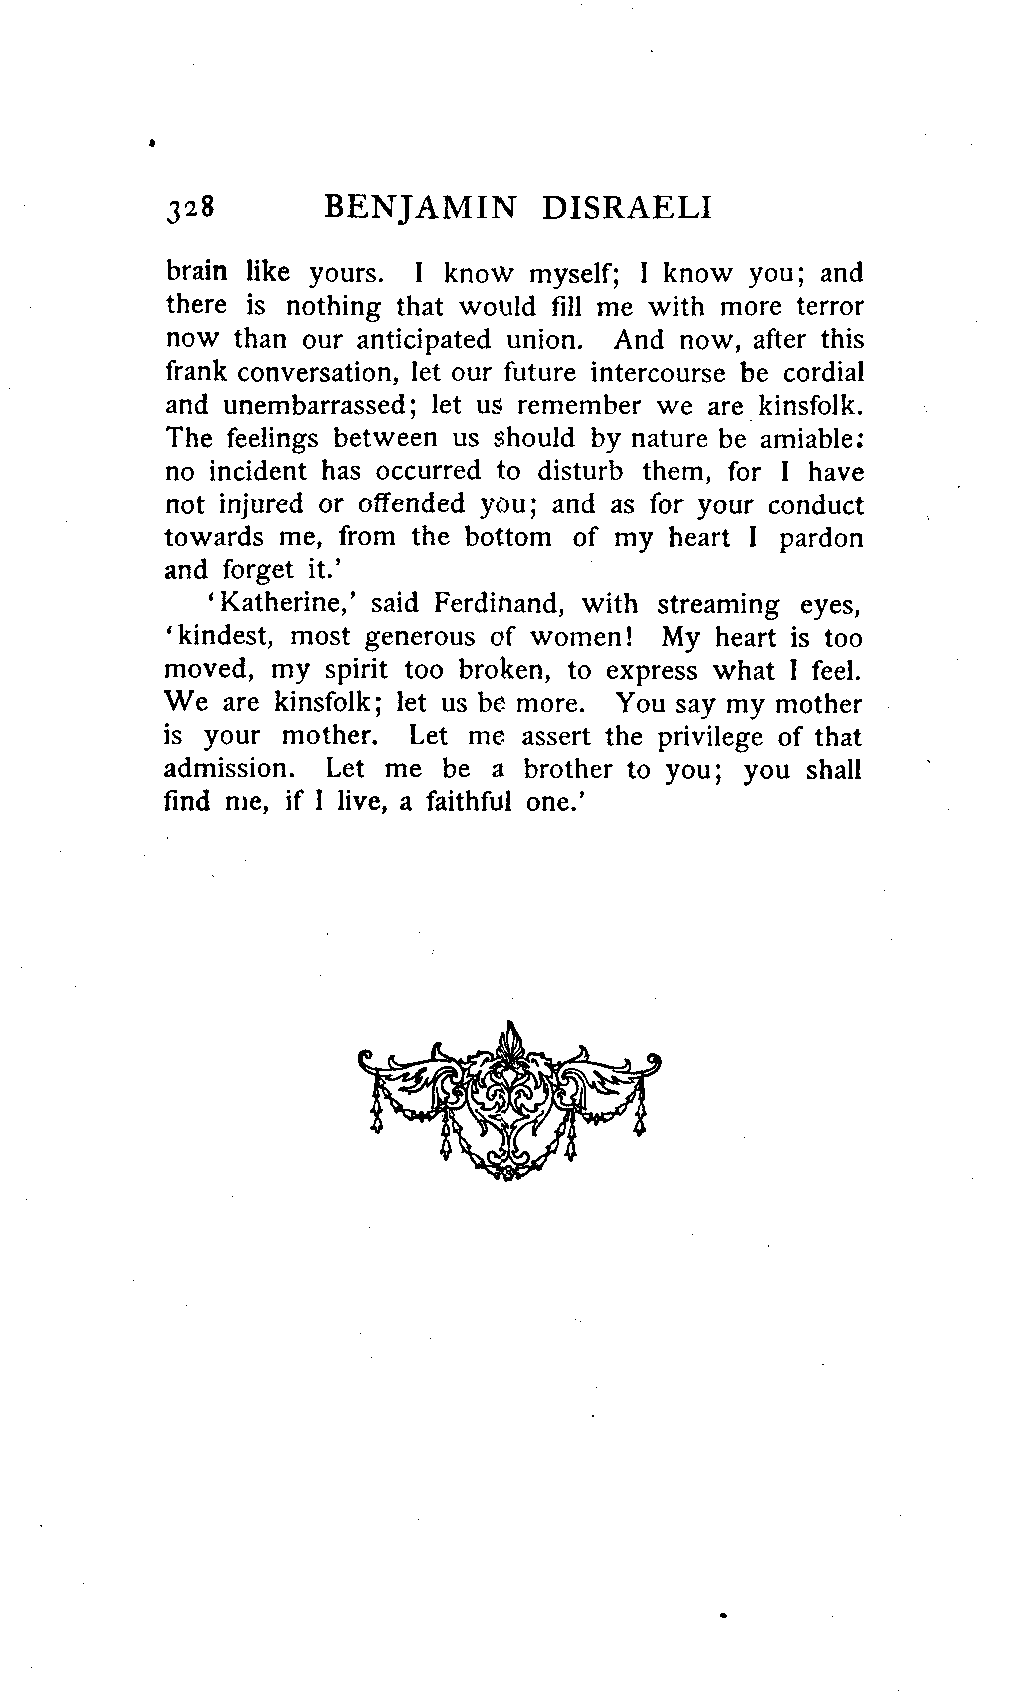 328 BENJAMIN DISRAELI
brain like yours. I know myself; I know you; and
there is nothing that would fill me with more terror
now than our anticipated union. And now, after this
frank conversation, let our future intercourse be cordial
and unembarrassed; let us remember we are kinsfolk.
The feelings between us should by nature be amiable:
no incident has occurred to disturb them, for I have
not injured or offended you; and as for your conduct
towards me, from the bottom of my heart I pardon
and forget it.'
'Katherine,' said Ferdinand, with streaming eyes,
'kindest, most generous of women! My heart is too
moved, my spirit too broken, to express what I feel.
We are kinsfolk; let us be more. You say my mother
is your mother. Let me assert the privilege of that
admission. Let me be a brother to you; you shall
find me, if I live, a faithful one.'